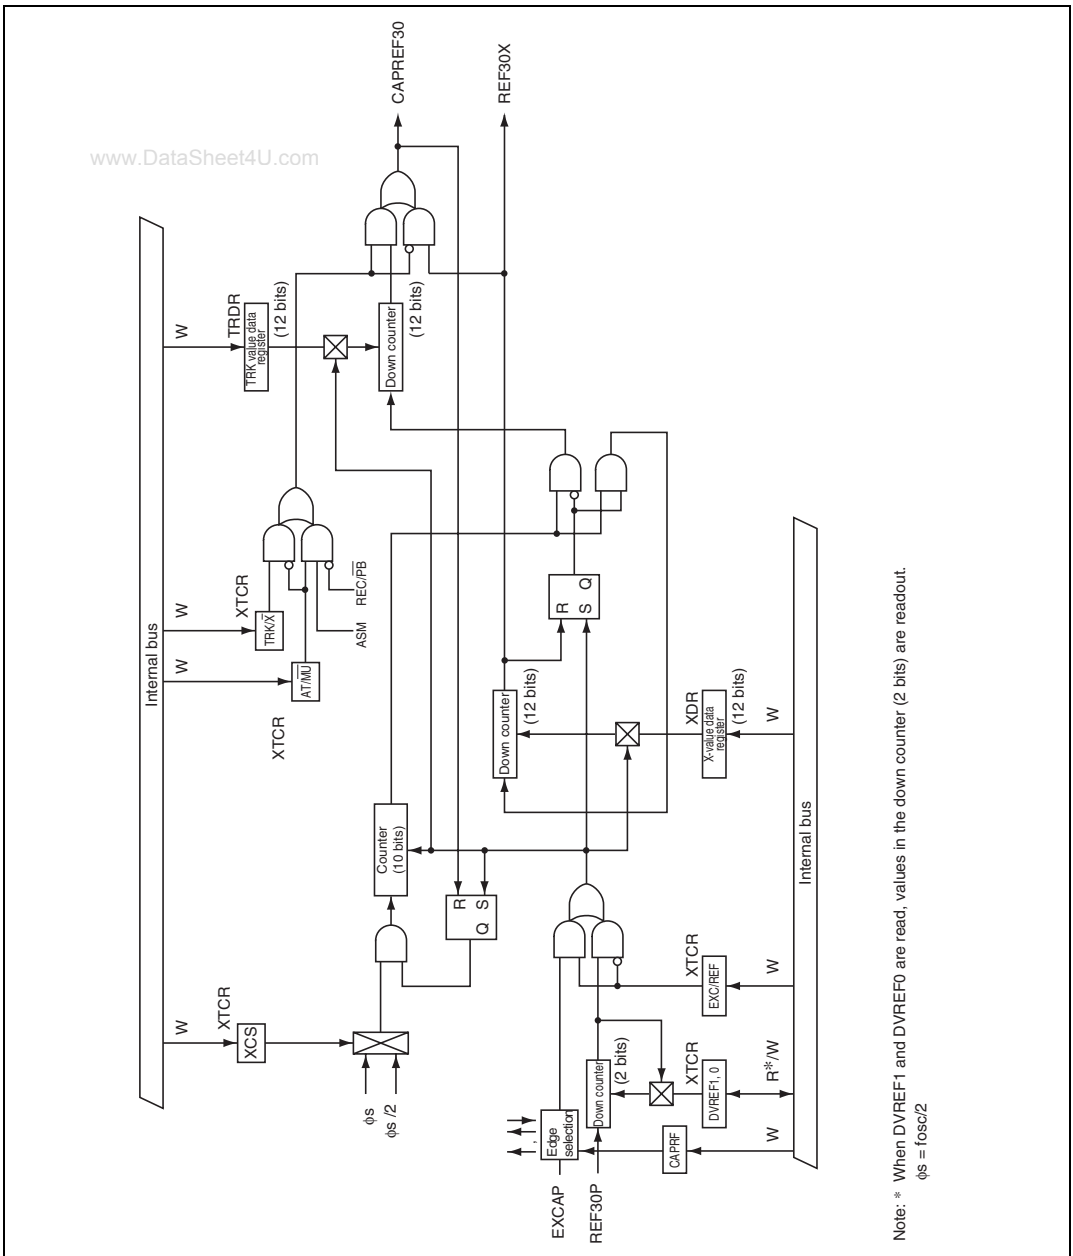 www.DataSheet4U.com
CAPREF30
REF30X
Internal bus
W
TRDR
TRK value data
register
(12 bits)
Down counter
(12 bits)
W
XTCR
TRK/X
W
AT/MU
XTCR
ASM
REC/PB
R
S Q
Down counter
(12 bits)
XDR
X-value data
register
(12 bits)
W
Counter
(10 bits)
R
S
Q
W
XTCR
XCS
φs
φs /2
XTCR
EXC/REF
W
Down counter
(2 bits)
XTCR
DVREF1, 0
R*/W
Edge
selection
,
CAPRF
W
EXCAP
REF30P
Internal bus
Note: * When DVREF1 and DVREF0 are read, values in the down counter (2 bits) are readout.
φs = fosc/2